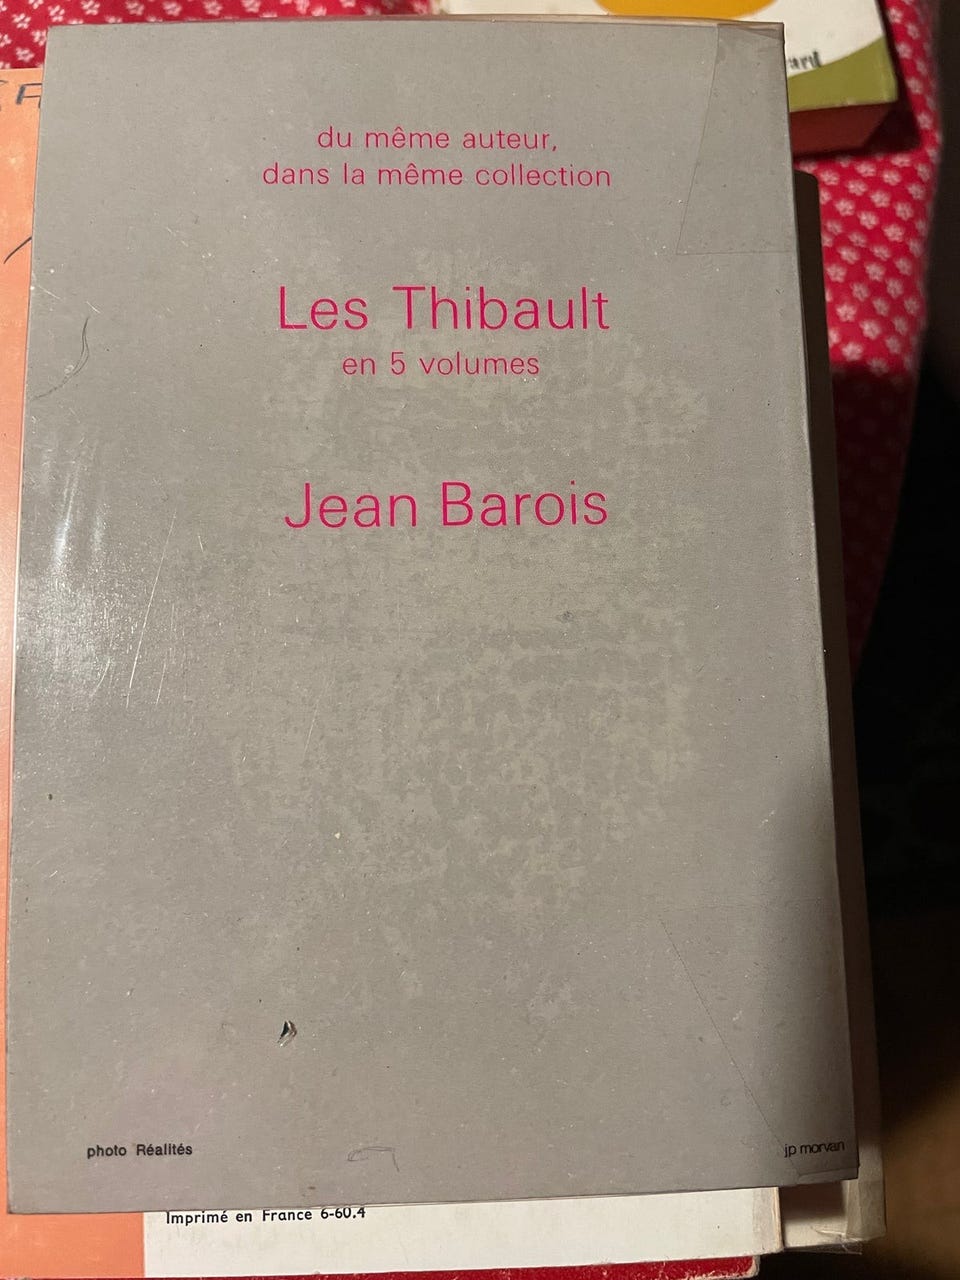 du même auteur,
dans la même collection
Les Thibault
en 5 volumes
Jean Barois
photo Réalités
jp morvan
Imprimé en France 6-60.4